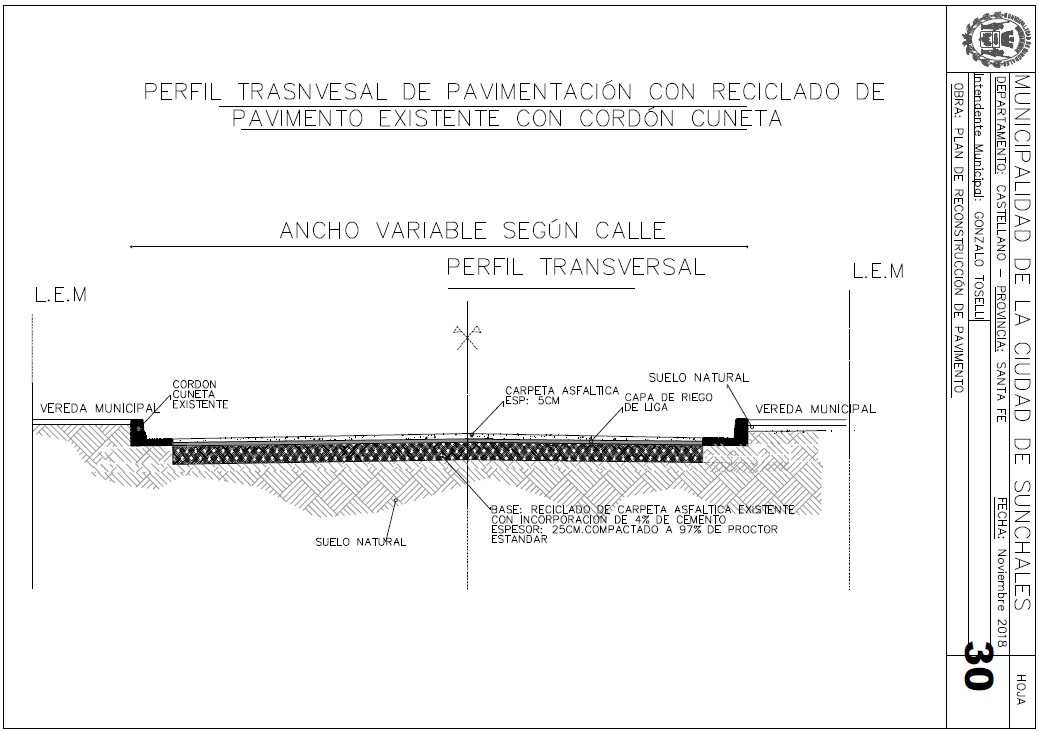 PERFIL TRASNVESAL DE PAVIMENTACIÓN CON RECICLADO DE
PAVIMENTO EXISTENTE CON CORDÓN CUNETA
ANCHO VARIABLE SEGÚN CALLE
PERFIL TRANSVERSAL
L.E.M
L.E.M
CORDON
CUNETA
EXISTENTE
VEREDA MUNICIPAL
CARPETA ASFALTICA
ESP: 5CM
CAPA DE RIEGO
DE LIGA
SUELO NATURAL
VEREDA MUNICIPAL
BASE: RECICLADO DE CARPETA ASFALTICA EXISTENTE
CON INCORPORACIÓN DE 4% DE CEMENTO
ESPESOR: 25CM.COMPACTADO A 97% DE PROCTOR
ESTANDAR
SUELO NATURAL
MUNICIPALIDAD DE LA CIUDAD DE SUNCHALES
DEPARTAMENTO: CASTELLANO - PROVINCIA: SANTA FE
FECHA: Noviembre 2018
Intendente Municipal: GONZALO TOSELLI
OBRA: PLAN DE RECONSTRUCCIÓN DE PAVIMENTO
HOJA
30